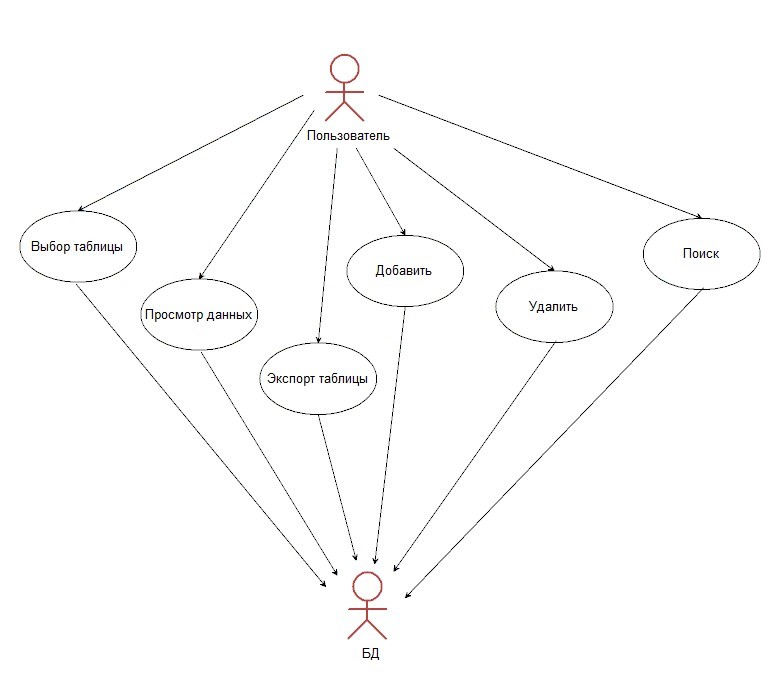 Пользователь
Выбор таблицы
Просмотр данных
Экспорт таблицы
Добавить
Удалить
Поиск
БД